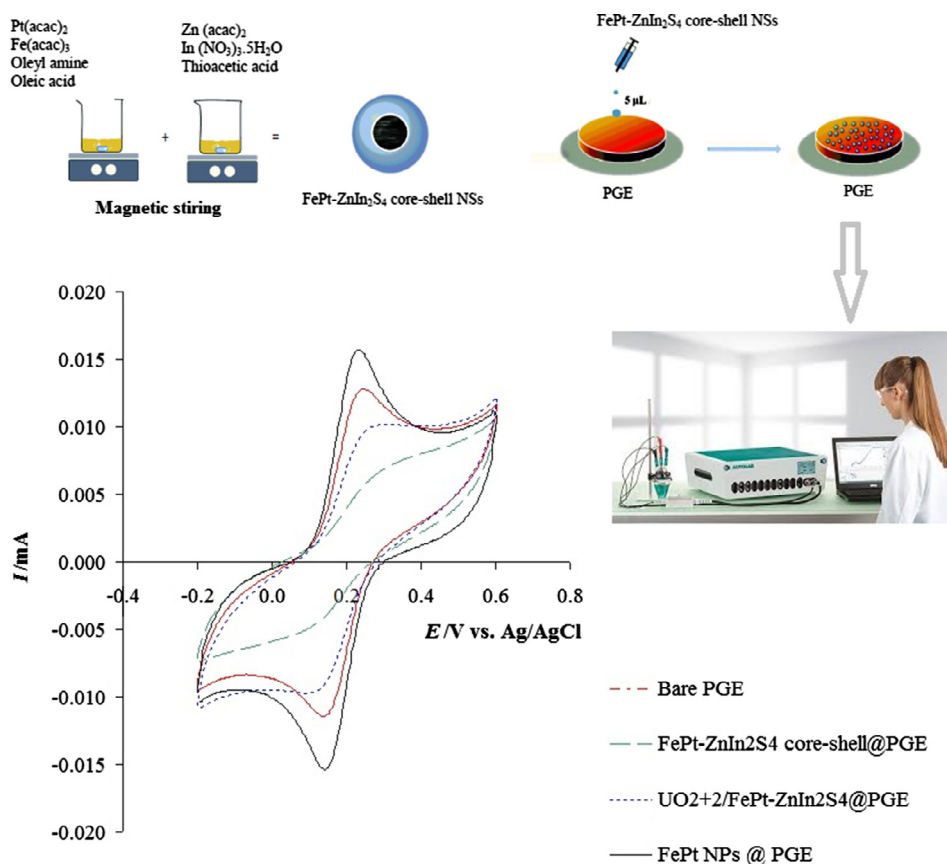 Pt(acac)₂
Fe(acac)₃
Oleyl amine
Oleic acid
Zn (acac)₂
In (NO₃)₃.5H₂O
Thioacetic acid
+
=
Magnetic stiring
FePt-ZnIn₂S₄ core-shell NSs
FePt-ZnIn₂S₄ core-shell NSs
5 µL
PGE
PGE
AUTOLAB
0.020
0.015
0.010
0.005
0.000
-0.005
-0.010
-0.015
-0.020
I/mA
-0.4
-0.2
0.0
0.2
0.4
0.6
0.8
E/V vs. Ag/AgCl
Bare PGE
FePt-ZnIn2S4 core-shell@PGE
UO2+2/FePt-ZnIn2S4@PGE
FePt NPs @ PGE